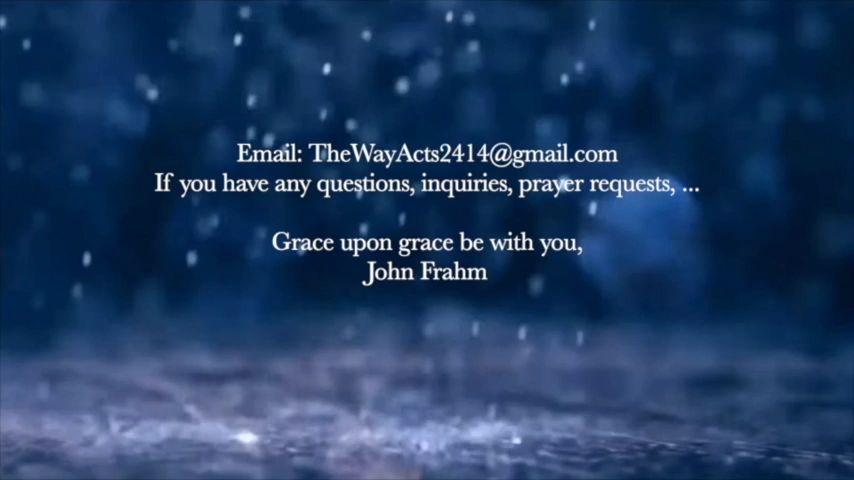 Email: TheWayActs2414@gmail.com
If you have any questions, inquiries, prayer requests, ...
Grace upon grace be with you,
John Frahm